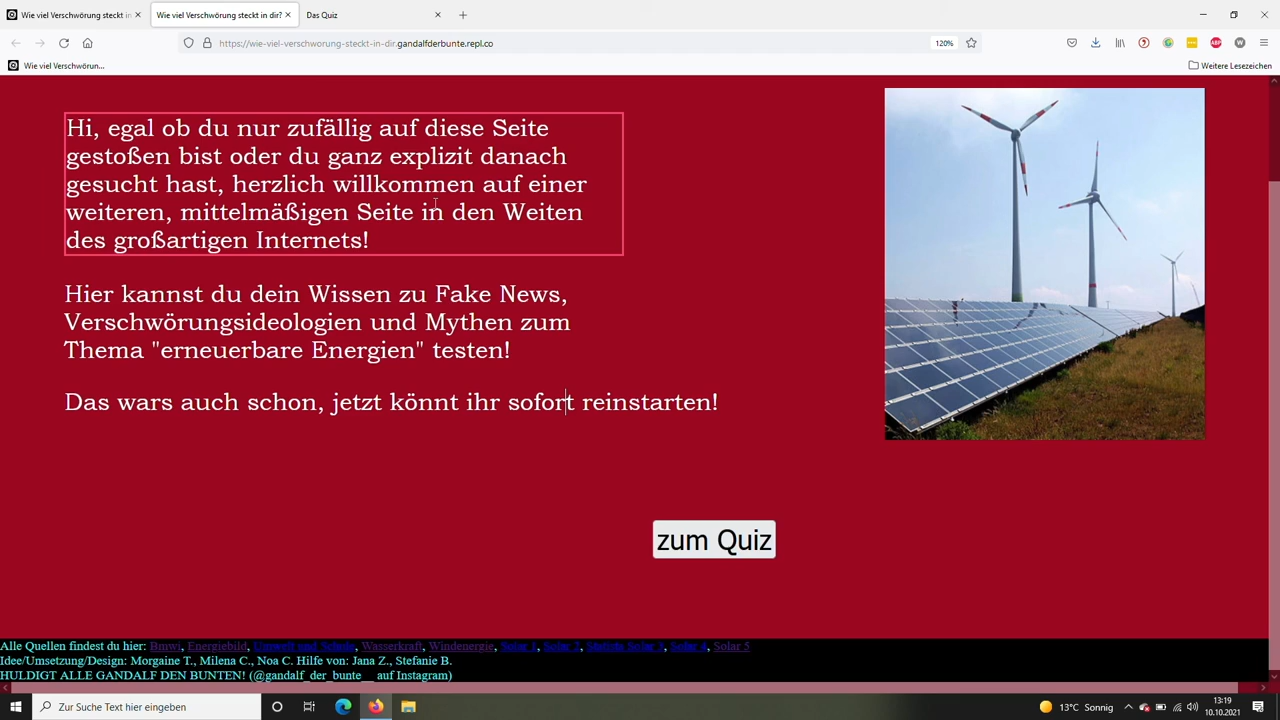 Wie viel Verschwörung steckt in
Wie viel Verschwörung steckt in dir?
Das Quiz
https://wie-viel-verschworung-steckt-in-dir.gandalfderbunte.repl.co
120%
Wie viel Verschwörun...
Weitere Lesezeichen
Hi, egal ob du nur zufällig auf diese Seite
gestoßen bist oder du ganz explizit danach
gesucht hast, herzlich willkommen auf einer
weiteren, mittelmäßigen Seite in den Weiten
des großartigen Internets!
Hier kannst du dein Wissen zu Fake News,
Verschwörungsideologien und Mythen zum
Thema "erneuerbare Energien" testen!
Das wars auch schon, jetzt könnt ihr sofort reinstarten!
zum Quiz
Alle Quellen findest du hier: Bmwi, Energiebild, Umwelt und Schule, Wasserkraft, Windenergie, Solar 1, Solar 2, Statista Solar 3, Solar 4, Solar 5
Idee/Umsetzung/Design: Morgaine T., Milena C., Noa C. Hilfe von: Jana Z., Stefanie B.
HULDIGT ALLE GANDALF DEN BUNTEN! (@gandalf_der_bunte__ auf Instagram)
Zur Suche Text hier eingeben
13°C Sonnig
13:19
10.10.2021